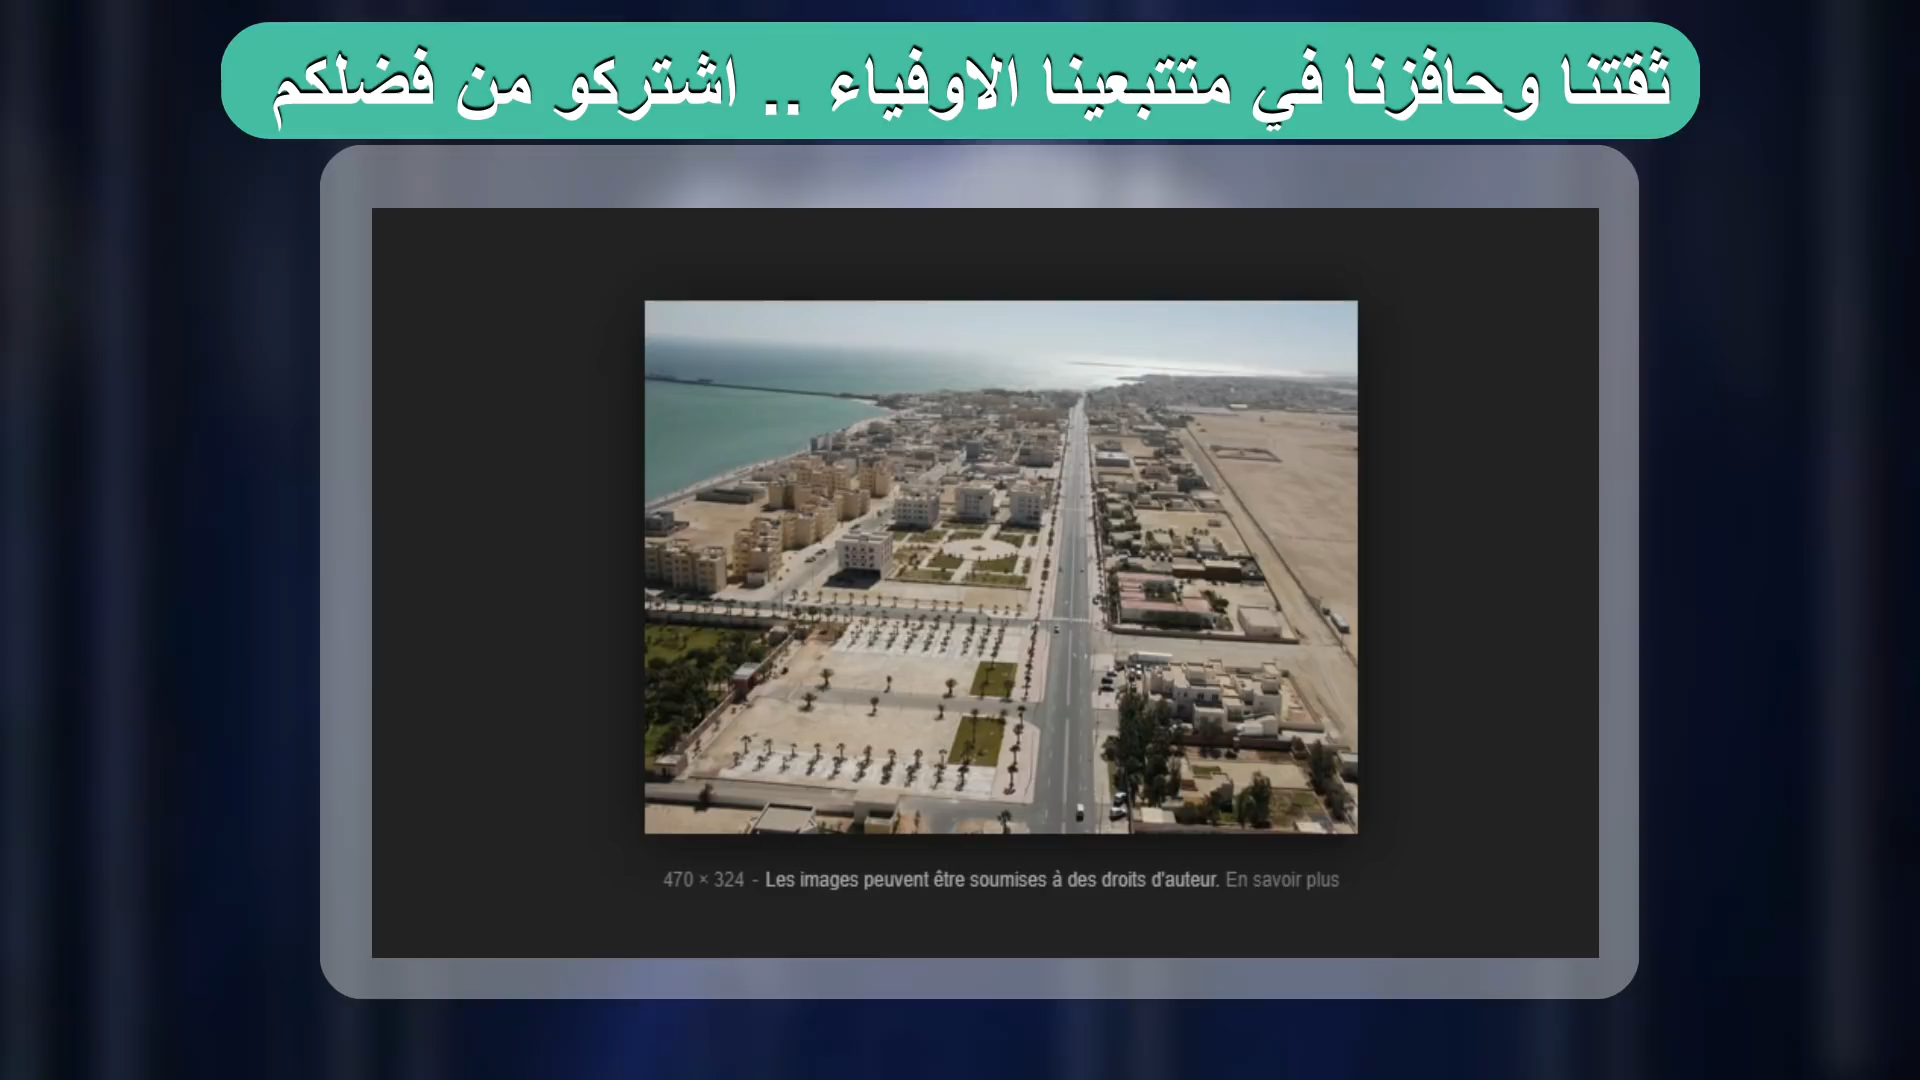 ثقتنا وحافزنا في متتبعينا الاوفياء .. اشتركو من فضلكم
470 × 324 - Les images peuvent être soumises à des droits d'auteur. En savoir plus